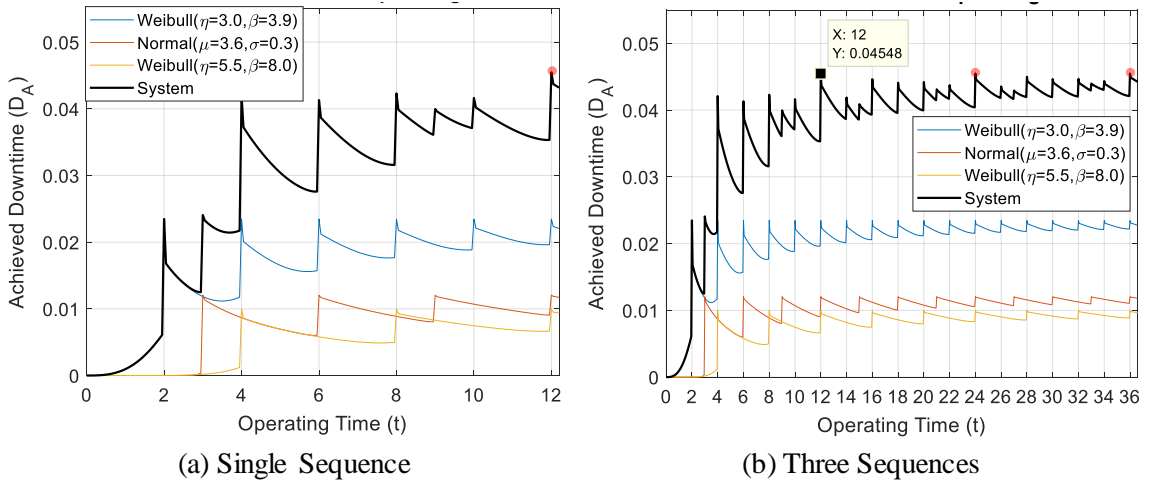 Weibull(η=3.0,β=3.9)
Normal(μ=3.6,σ=0.3)
Weibull(η=5.5,β=8.0)
System
0.05
0.04
0.03
0.02
0.01
0
Achieved Downtime (D_A)
0 2 4 6 8 10 12
Operating Time (t)
(a) Single Sequence
X: 12
Y: 0.04548
Weibull(η=3.0,β=3.9)
Normal(μ=3.6,σ=0.3)
Weibull(η=5.5,β=8.0)
System
0.05
0.04
0.03
0.02
0.01
0
Achieved Downtime (D_A)
0 2 4 6 8 10 12 14 16 18 20 22 24 26 28 30 32 34 36
Operating Time (t)
(b) Three Sequences